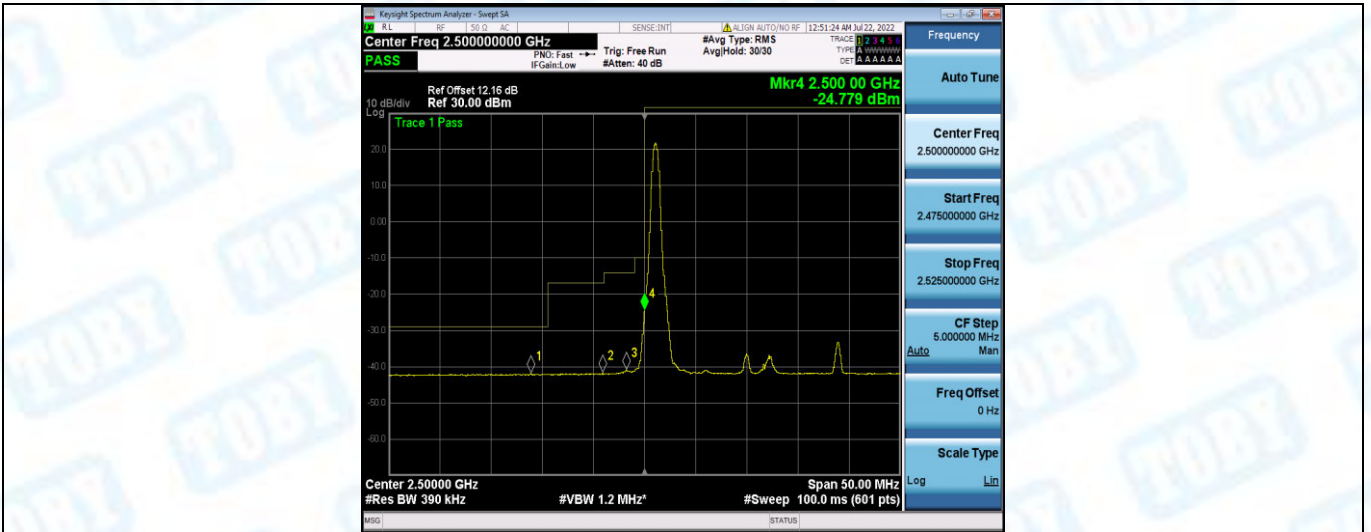 Keysight Spectrum Analyzer - Swept SA
RL RF 50 Ω AC SENSE:INT ALIGN AUTO/NO RF 12:51:24 AM Jul 22, 2022
Center Freq 2.500000000 GHz
PASS
PNO: Fast
IFGain:Low
Trig: Free Run
#Atten: 40 dB
#Avg Type: RMS
Avg|Hold: 30/30
TRACE 1 2 3 4 5 6
TYPE A WWWWW
DET A A A A A A
Ref Offset 12.16 dB
10 dB/div Ref 30.00 dBm
Log
Mkr4 2.500 00 GHz
-24.779 dBm
Trace 1 Pass
20.0
10.0
0.00
-10.0
-20.0
-30.0
-40.0
-50.0
-60.0
1
2
3
4
Center 2.50000 GHz Span 50.00 MHz
#Res BW 390 kHz #VBW 1.2 MHz* #Sweep 100.0 ms (601 pts)
MSG STATUS
Frequency
Auto Tune
Center Freq
2.500000000 GHz
Start Freq
2.475000000 GHz
Stop Freq
2.525000000 GHz
CF Step
5.000000 MHz
Auto Man
Freq Offset
0 Hz
Scale Type
Log Lin
TOBY
TOBY
TOBY
TOBY
TOBY
TOBY
TOBY
TOBY